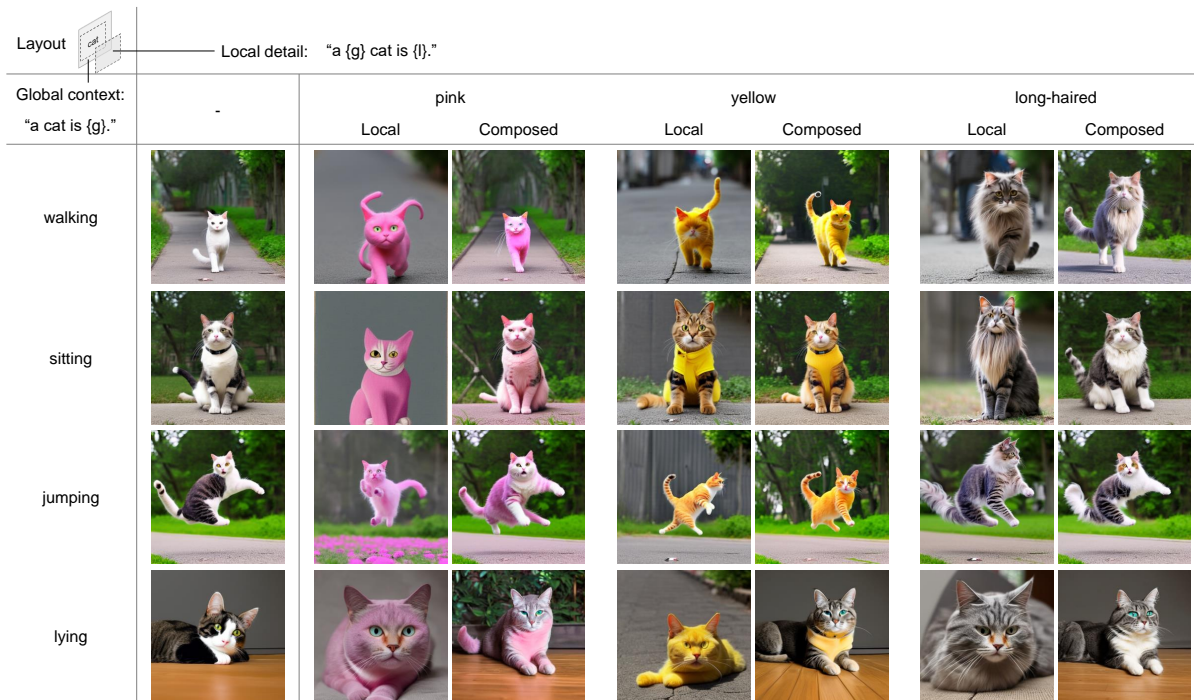 Layout
cat
Local detail: “a {g} cat is {l}.”
Global context:
“a cat is {g}.”
-
pink
yellow
long-haired
Local Composed Local Composed Local Composed
walking
sitting
jumping
lying